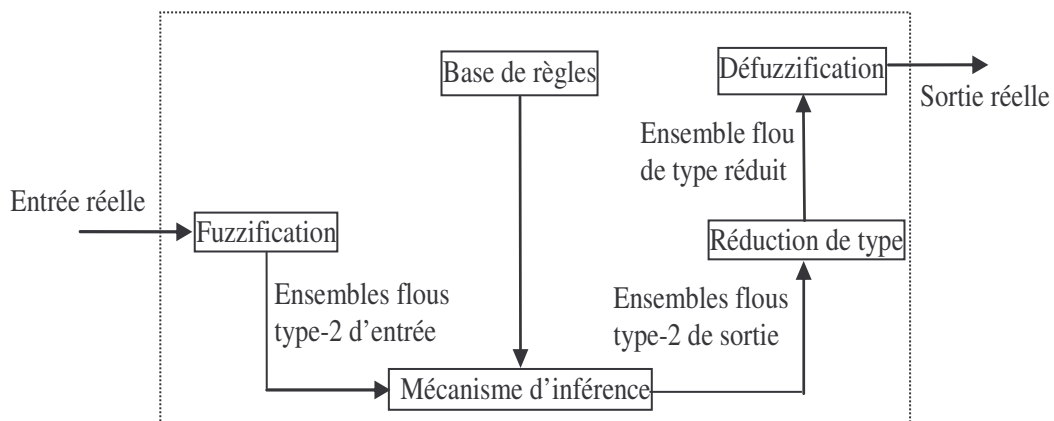 Base de règles
Défuzzification
Sortie réelle
Ensemble flou
de type réduit
Entrée réelle
Fuzzification
Réduction de type
Ensembles flous
type-2 d’entrée
Ensembles flous
type-2 de sortie
Mécanisme d’inférence